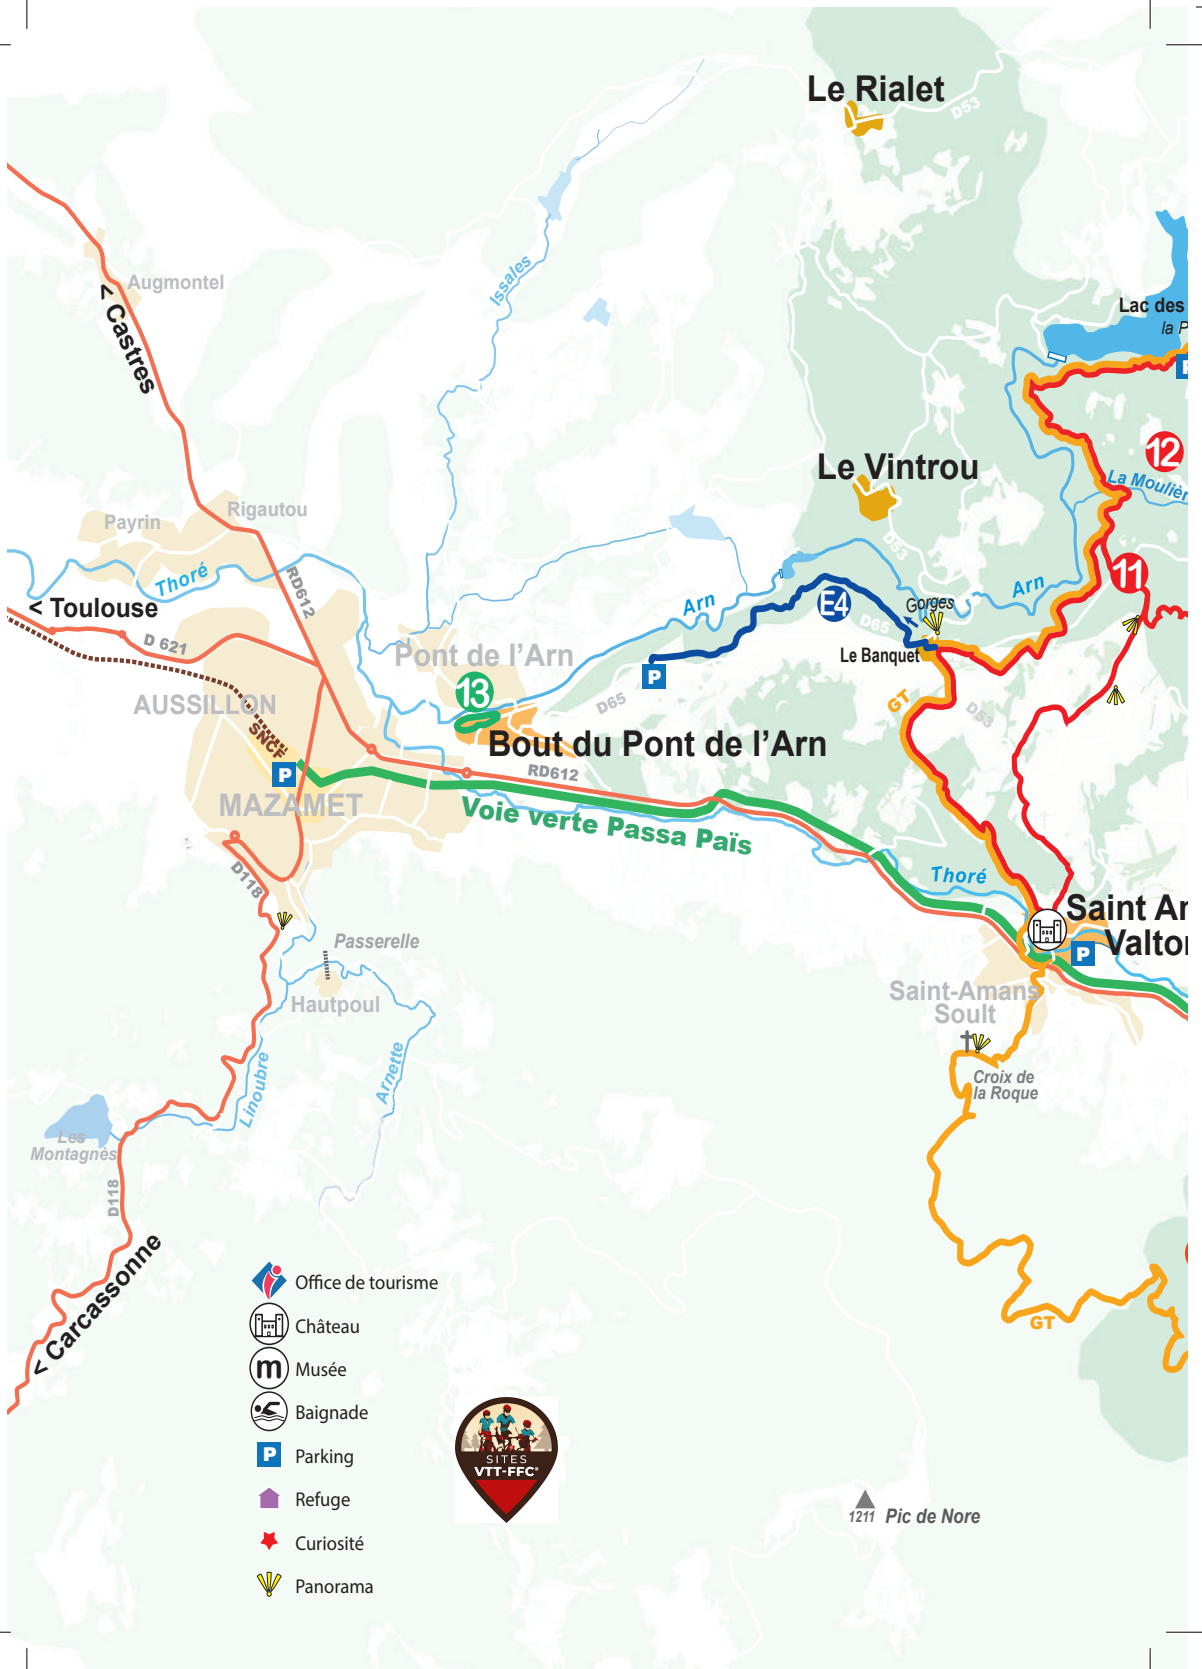 Le Rialet
D53
Augmontel
< Castres
Issales
Lac des
la P
P
12
La Moulièr
Le Vintrou
D53
Payrin
Rigautou
Thoré
RD612
< Toulouse
D 621
11
Arn
Arn
E4
Gorges
D65
Le Banquet
Pont de l'Arn
13
P
D65
GT
D53
AUSSILLON
SNCF
P
Bout du Pont de l'Arn
RD612
MAZAMET
Voie verte Passa Païs
Thoré
D118
Saint Am
Valtor
P
Passerelle
Hautpoul
Saint-Amans
Soult
Croix de
la Roque
Linoubre
Arnette
Les
Montagnès
D118
< Carcassonne
GT
Office de tourisme
Château
m Musée
Baignade
P Parking
Refuge
Curiosité
Panorama
SITES
VTT-FFC®
1211 Pic de Nore